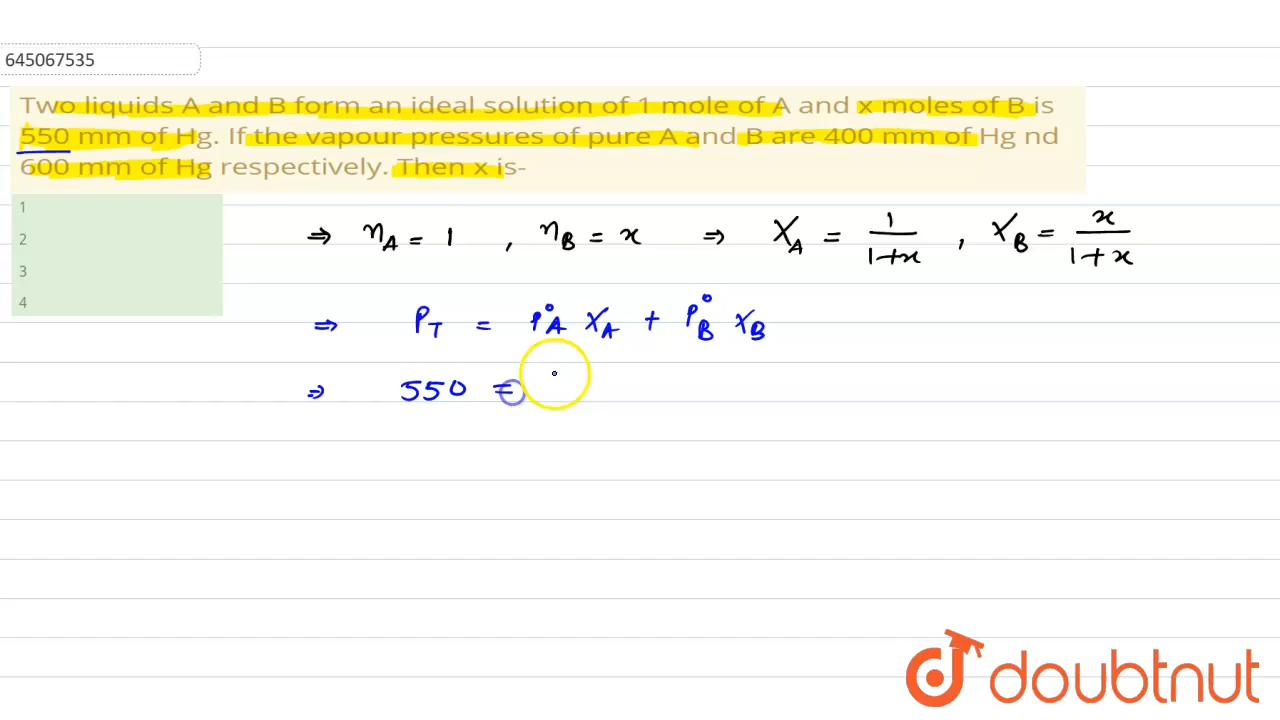 645067535
Two liquids A and B form an ideal solution of 1 mole of A and x moles of B is
550 mm of Hg. If the vapour pressures of pure A and B are 400 mm of Hg nd
600 mm of Hg respectively. Then x is-
1
2
3
4
⇒ n_A = 1 , n_B = x ⇒ X_A = 1/(1+x) , X_B = x/(1+x)
⇒ P_T = P°_A X_A + P°_B X_B
⇒ 550 =
doubtnut